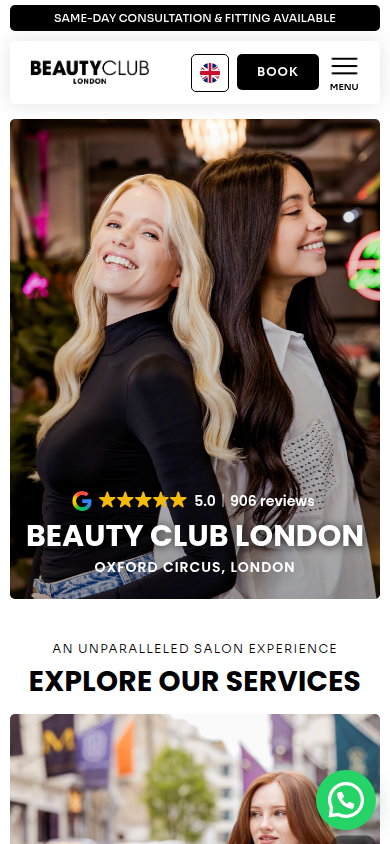 SAME-DAY CONSULTATION & FITTING AVAILABLE
BEAUTYCLUB
LONDON
BOOK
MENU
5.0 | 906 reviews
BEAUTY CLUB LONDON
OXFORD CIRCUS, LONDON
AN UNPARALLELED SALON EXPERIENCE
EXPLORE OUR SERVICES